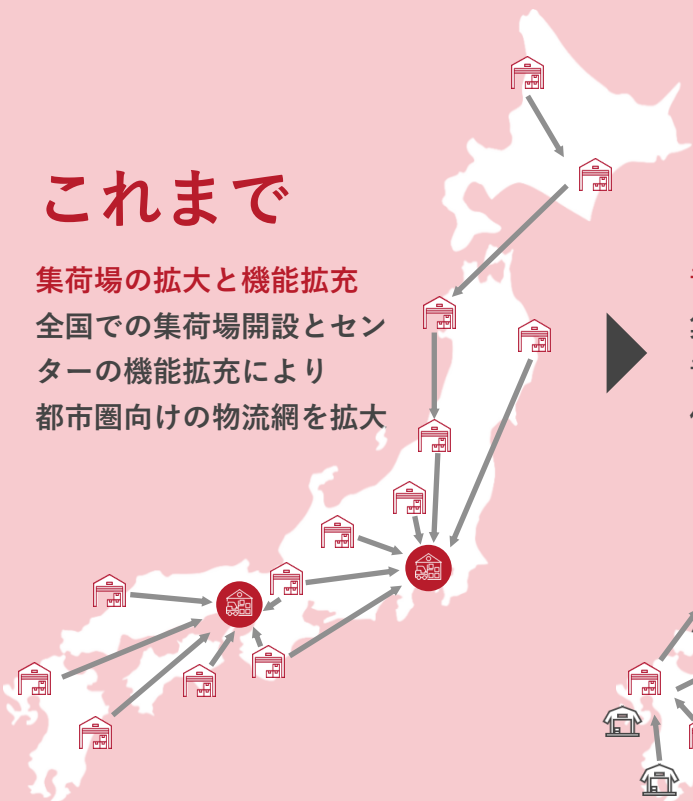 これまで
集荷場の拡大と機能拡充
全国での集荷場開設とセン
ターの機能拡充により
都市圏向けの物流網を拡大